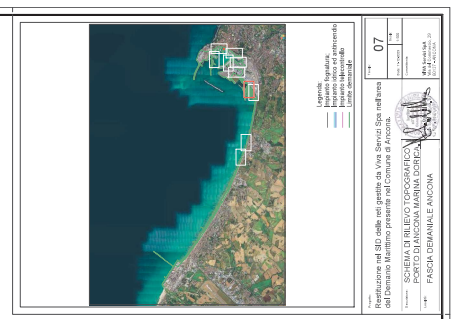 Legenda:
Impianto fognatura;
Impianto idrico ed antincendio
Impianto telecontrollo
Limite demaniale
07
Restituzione nel SID delle reti gestite da Viva Servizi Spa nell'area
del Demanio Marittimo presente nel Comune di Ancona.
SCHEMA DI RILIEVO TOPOGRAFICO
PORTO DI ANCONA MARINA DORICA
FASCIA DEMANIALE ANCONA